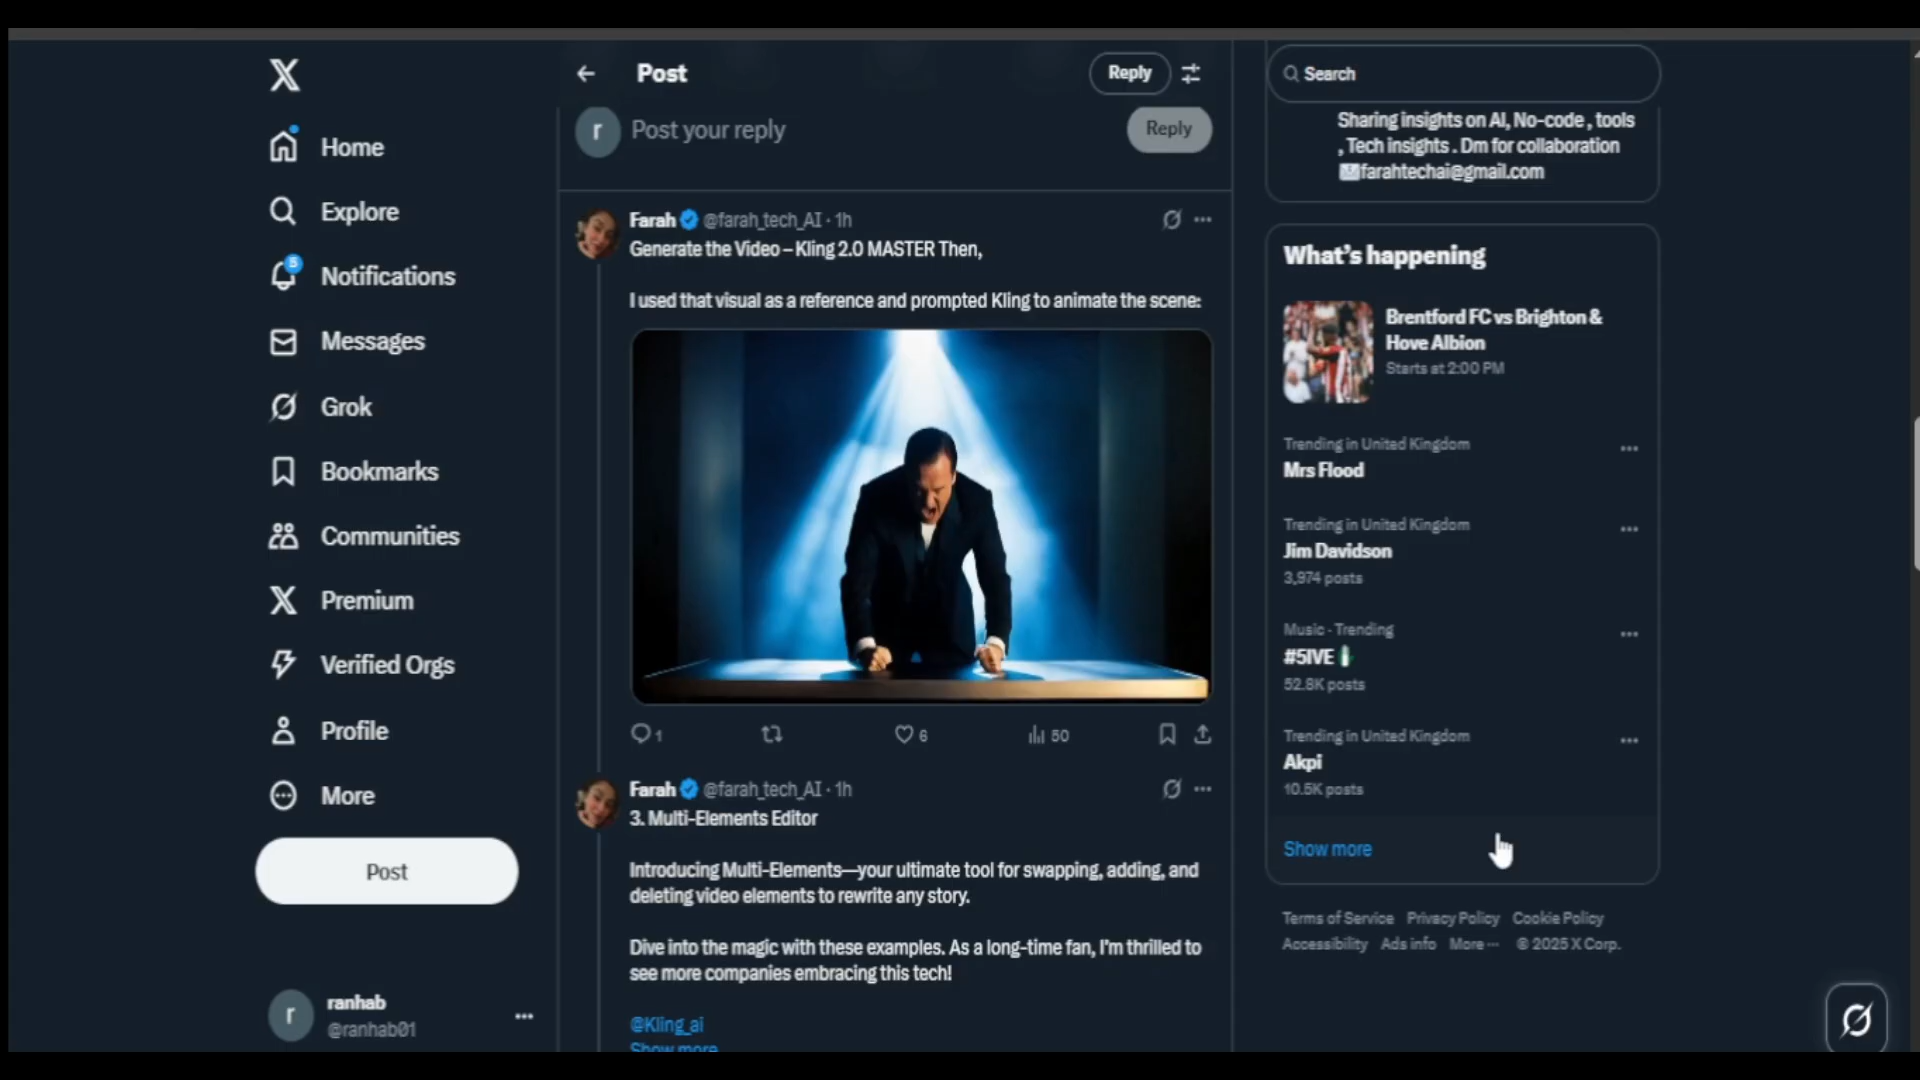 Home
Explore
5
Notifications
Messages
Grok
Bookmarks
Communities
Premium
Verified Orgs
Profile
More
Post
r
ranhab
@ranhab01
Post
Reply
r
Post your reply
Reply
Farah @farah_tech_AI · 1h
Generate the Video – Kling 2.0 MASTER Then,
I used that visual as a reference and prompted Kling to animate the scene:
1
6
50
Farah @farah_tech_AI · 1h
3. Multi-Elements Editor
Introducing Multi-Elements—your ultimate tool for swapping, adding, and
deleting video elements to rewrite any story.
Dive into the magic with these examples. As a long-time fan, I'm thrilled to
see more companies embracing this tech!
@Kling_ai
Show more
Search
Sharing insights on AI, No-code , tools
, Tech insights . Dm for collaboration
farahtechai@gmail.com
What's happening
Brentford FC vs Brighton &
Hove Albion
Starts at 2:00 PM
Trending in United Kingdom
Mrs Flood
Trending in United Kingdom
Jim Davidson
3,974 posts
Music · Trending
#5IVE
52.8K posts
Trending in United Kingdom
Akpi
10.5K posts
Show more
Terms of Service Privacy Policy Cookie Policy
Accessibility Ads info More ··· © 2025 X Corp.